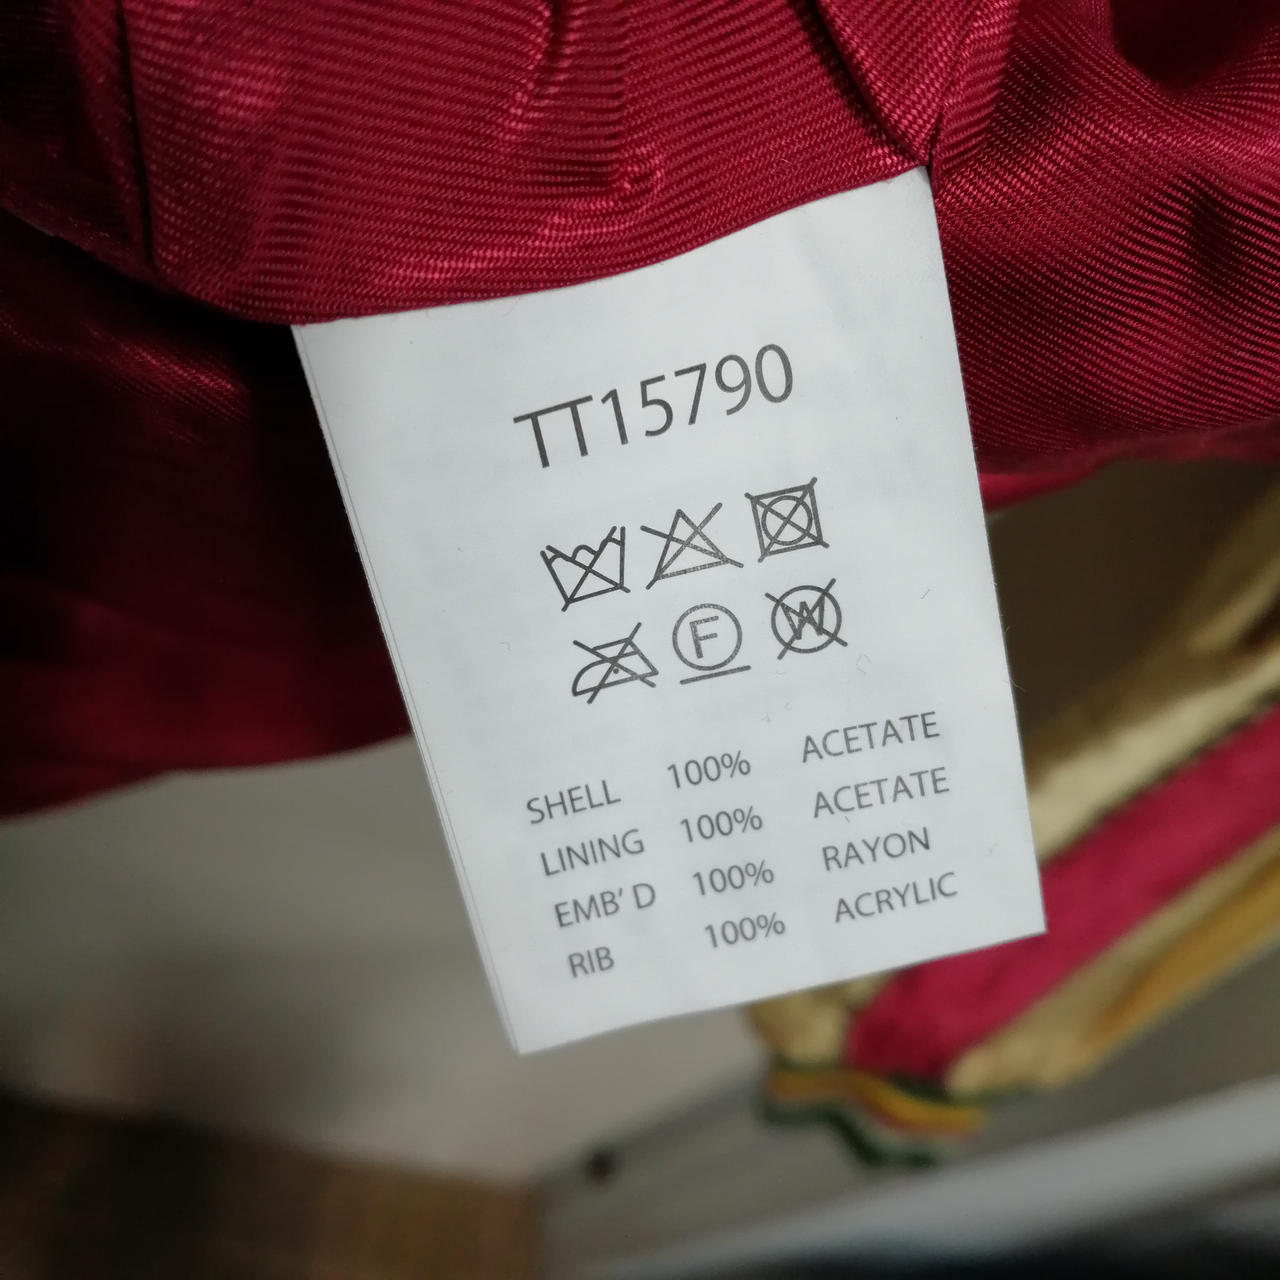 TT15790
F W
SHELL 100% ACETATE
LINING 100% ACETATE
EMB' D 100% RAYON
RIB 100% ACRYLIC